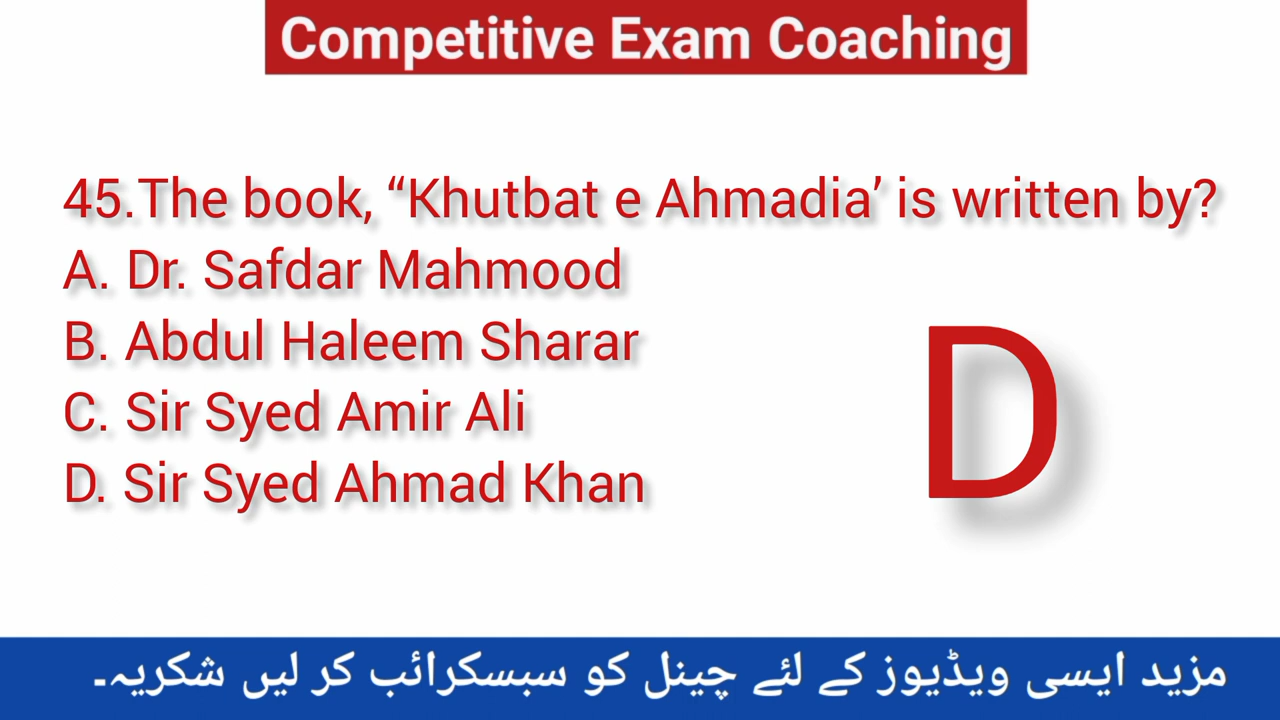 Competitive Exam Coaching
45.The book, “Khutbat e Ahmadia’ is written by?
A. Dr. Safdar Mahmood
B. Abdul Haleem Sharar
C. Sir Syed Amir Ali
D. Sir Syed Ahmad Khan
D
مزید ایسی ویڈیوز کے لئے چینل کو سبسکرائب کر لیں شکریہ۔